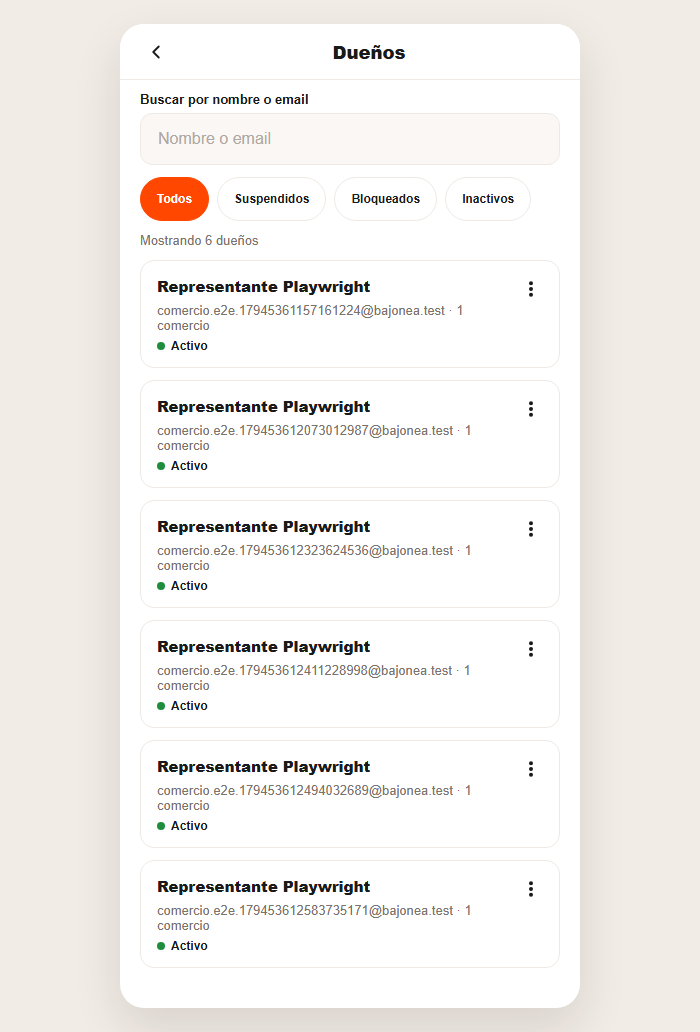 Dueños
Buscar por nombre o email
Nombre o email
Todos
Suspendidos
Bloqueados
Inactivos
Mostrando 6 dueños
Representante Playwright
comercio.e2e.17945361157161224@bajonea.test · 1
comercio
Activo
Representante Playwright
comercio.e2e.179453612073012987@bajonea.test · 1
comercio
Activo
Representante Playwright
comercio.e2e.179453612323624536@bajonea.test · 1
comercio
Activo
Representante Playwright
comercio.e2e.179453612411228998@bajonea.test · 1
comercio
Activo
Representante Playwright
comercio.e2e.179453612494032689@bajonea.test · 1
comercio
Activo
Representante Playwright
comercio.e2e.179453612583735171@bajonea.test · 1
comercio
Activo